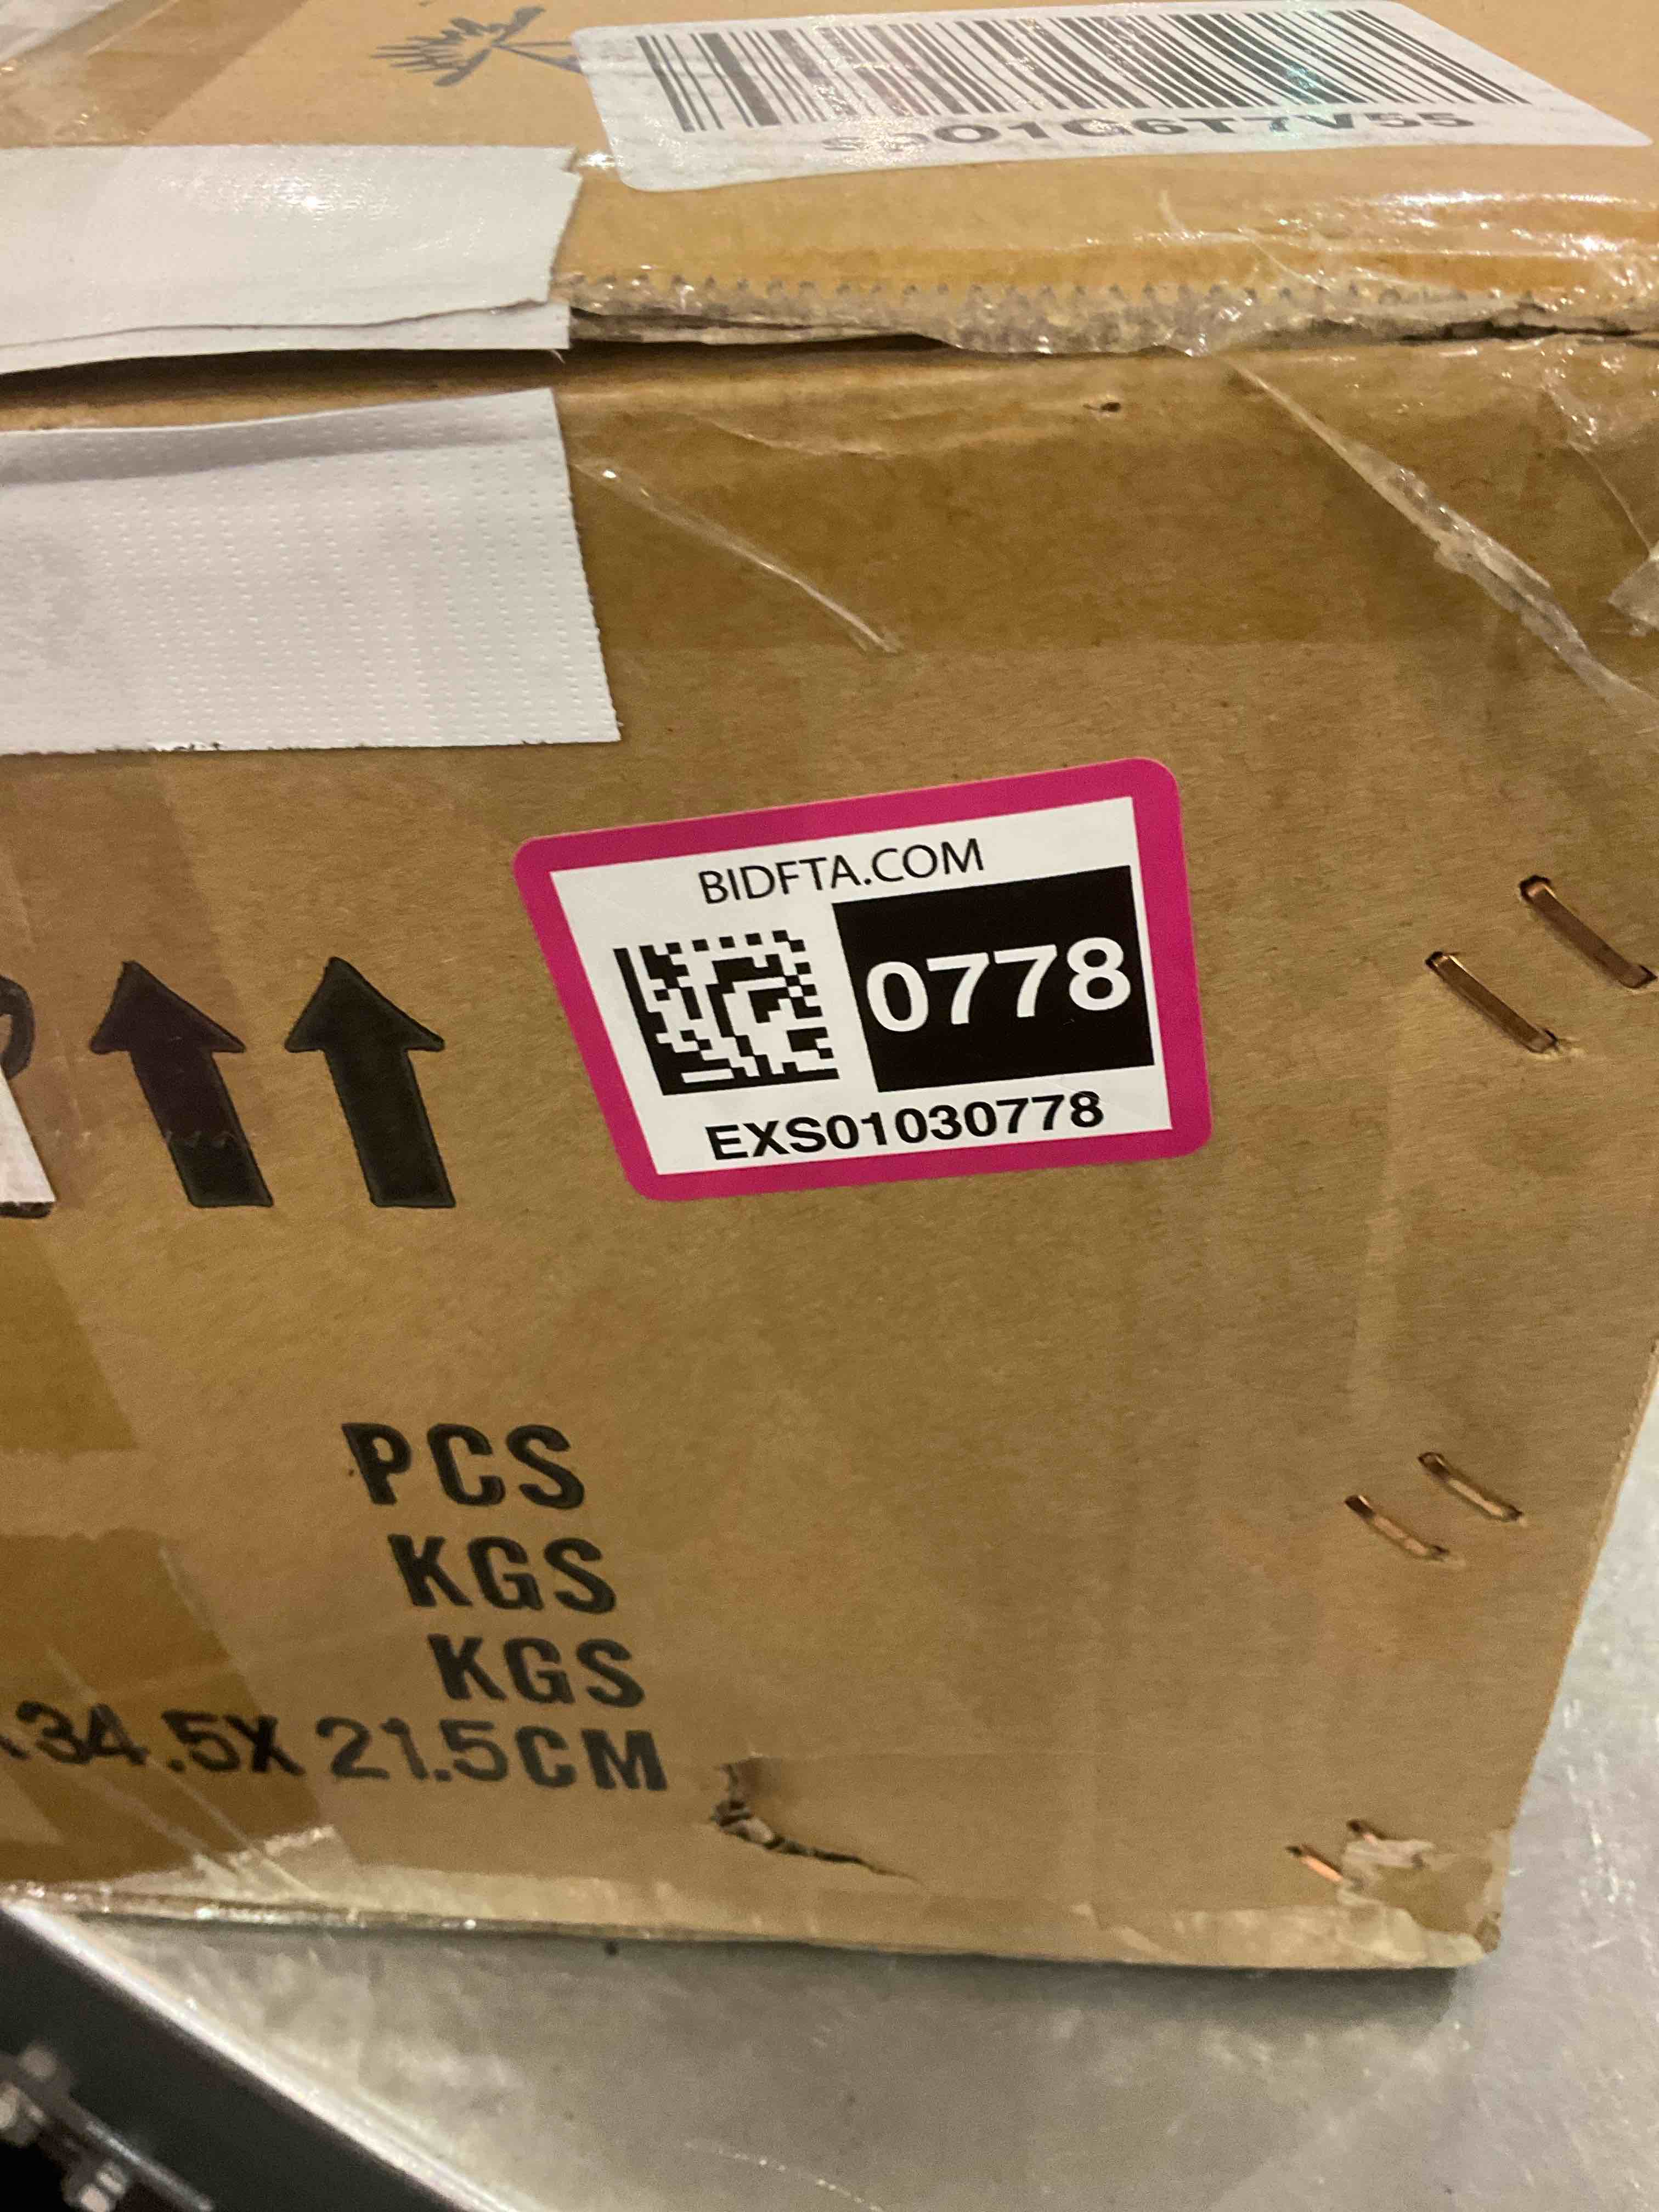 BIDFTA.COM
0778
EXS01030778
PCS
KGS
KGS
34.5X 21.5CM